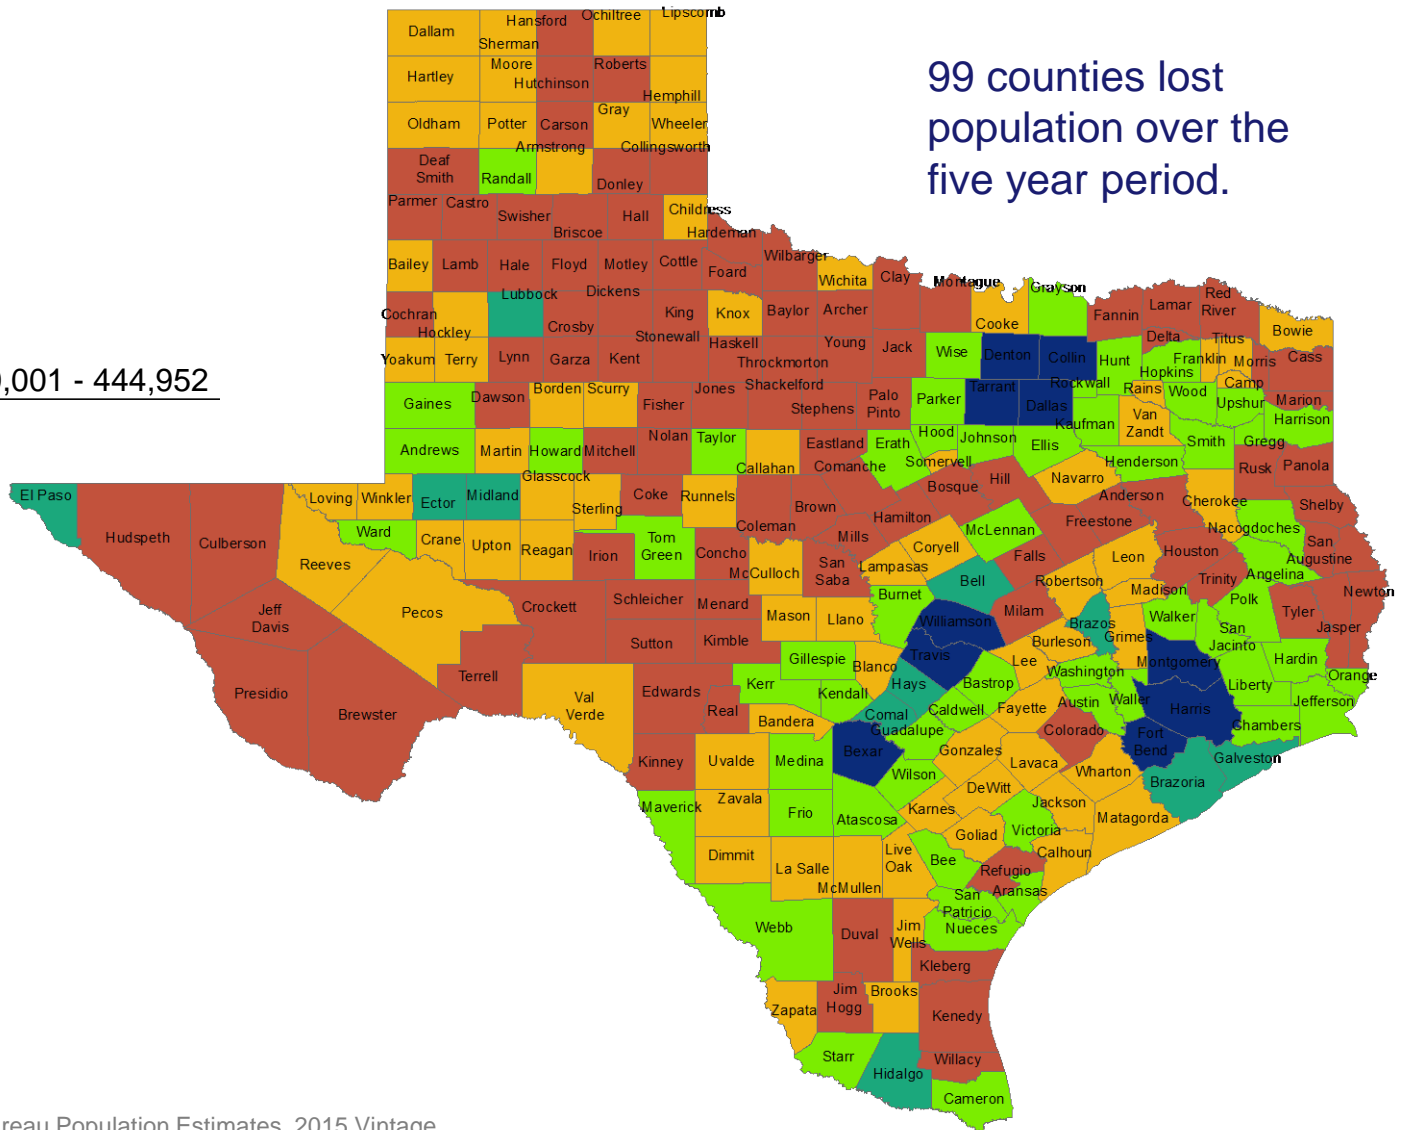 99 counties lost
population over the
five year period.
0,001 - 444,952
Dallam
Sherman
Hansford
Ochiltree
Lipscomb
Hartley
Moore
Hutchinson
Roberts
Hemphill
Oldham
Potter
Carson
Gray
Wheeler
Deaf
Smith
Randall
Armstrong
Donley
Collingsworth
Parmer
Castro
Swisher
Briscoe
Hall
Childress
Hardeman
Bailey
Lamb
Hale
Floyd
Motley
Cottle
Foard
Wilbarger
Wichita
Clay
Montague
Cooke
Grayson
Fannin
Lamar
Red
River
Bowie
Cochran
Hockley
Lubbock
Crosby
Dickens
King
Knox
Baylor
Archer
Stonewall
Haskell
Throckmorton
Young
Jack
Wise
Denton
Collin
Hunt
Delta
Hopkins
Franklin
Titus
Morris
Cass
Camp
Marion
Yoakum
Terry
Lynn
Garza
Kent
Gaines
Dawson
Borden
Scurry
Fisher
Jones
Shackelford
Stephens
Palo
Pinto
Parker
Tarrant
Dallas
Rockwall
Kaufman
Rains
Van
Zandt
Wood
Upshur
Harrison
Smith
Gregg
Andrews
Martin
Howard
Mitchell
Nolan
Taylor
Callahan
Eastland
Comanche
Erath
Hood
Somervell
Johnson
Ellis
Henderson
Navarro
Rusk
Panola
El Paso
Hudspeth
Culberson
Loving
Winkler
Ector
Midland
Glasscock
Sterling
Coke
Runnels
Coleman
Brown
Mills
Hamilton
Bosque
Hill
Freestone
Anderson
Cherokee
Nacogdoches
Shelby
San
Augustine
Ward
Crane
Upton
Reagan
Irion
Tom
Green
Concho
McCulloch
San
Saba
Lampasas
Coryell
McLennan
Falls
Leon
Houston
Trinity
Angelina
Reeves
Jeff
Davis
Pecos
Crockett
Schleicher
Menard
Mason
Llano
Burnet
Bell
Milam
Robertson
Madison
Walker
Polk
San
Jacinto
Tyler
Jasper
Newton
Presidio
Brewster
Terrell
Val
Verde
Sutton
Kimble
Edwards
Real
Kerr
Gillespie
Kendall
Blanco
Williamson
Travis
Hays
Comal
Bastrop
Lee
Burleson
Brazos
Grimes
Washington
Montgomery
Liberty
Hardin
Orange
Jefferson
Chambers
Kinney
Uvalde
Bandera
Medina
Bexar
Guadalupe
Caldwell
Fayette
Austin
Waller
Harris
Colorado
Fort
Bend
Galveston
Brazoria
Wharton
Matagorda
Maverick
Zavala
Frio
Atascosa
Wilson
Gonzales
Lavaca
Karnes
DeWitt
Jackson
Victoria
Goliad
Calhoun
Dimmit
La Salle
McMullen
Live
Oak
Bee
Refugio
Aransas
San
Patricio
Nueces
Webb
Duval
Jim
Wells
Kleberg
Zapata
Jim
Hogg
Brooks
Kenedy
Starr
Hidalgo
Willacy
Cameron
reau Population Estimates, 2015 Vintage